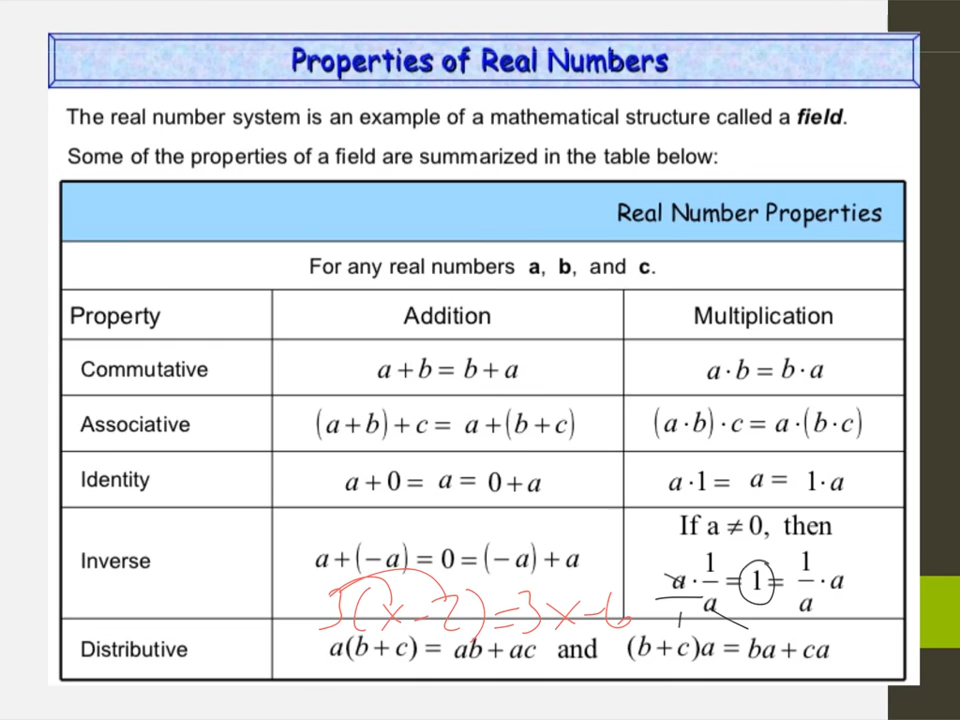 Properties of Real Numbers
The real number system is an example of a mathematical structure called a field.
Some of the properties of a field are summarized in the table below:
Real Number Properties
For any real numbers a, b, and c.
Property Addition Multiplication
Commutative a + b = b + a a · b = b · a
Associative (a + b) + c = a + (b + c) (a · b) · c = a · (b · c)
Identity a + 0 = a = 0 + a a · 1 = a = 1 · a
If a ≠ 0, then
Inverse a + (− a) = 0 = (− a) + a a · 1/a = 1 = 1/a · a
3(x − 2) = 3x − 6
Distributive a(b + c) = ab + ac and (b + c)a = ba + ca